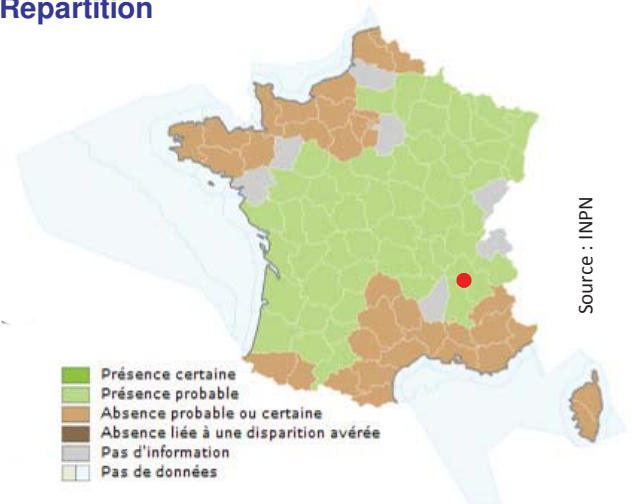 Répartition
Source : INPN
Présence certaine
Présence probable
Absence probable ou certaine
Absence liée à une disparition avérée
Pas d'information
Pas de données